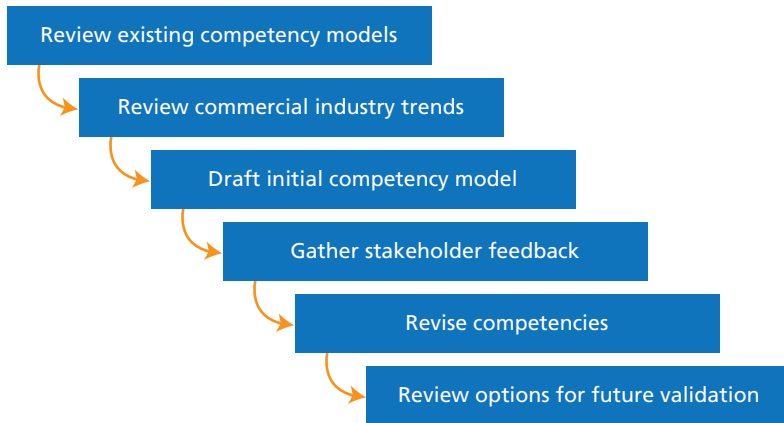 Review existing competency models
Review commercial industry trends
Draft initial competency model
Gather stakeholder feedback
Revise competencies
Review options for future validation